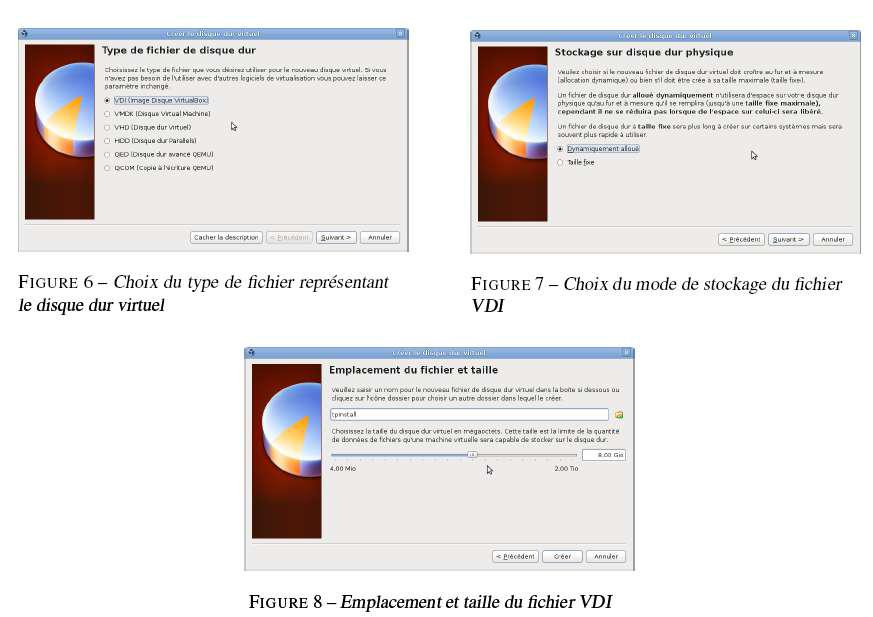 Créer le disque dur virtuel
Type de fichier de disque dur
Choisissez le type de fichier que vous désirez utiliser pour le nouveau disque virtuel. Si vous
n'avez pas besoin de l'utiliser avec d'autres logiciels de virtualisation vous pouvez laisser ce
paramètre inchangé.
VDI (Image Disque VirtualBox)
VMDK (Disque Virtual Machine)
VHD (Disque dur Virtuel)
HDD (Disque dur Parallels)
QED (Disque dur avancé QEMU)
QCOW (Copie à l'écriture QEMU)
Cacher la description
< Précédent
Suivant >
Annuler
FIGURE 6 – Choix du type de fichier représentant
le disque dur virtuel
Créer le disque dur virtuel
Stockage sur disque dur physique
Veuillez choisir si le nouveau fichier de disque dur virtuel doit croître au fur et à mesure
(allocation dynamique) ou bien s'il doit être créé à sa taille maximale (taille fixe).
Un fichier de disque dur alloué dynamiquement n'utilisera d'espace sur votre disque dur
physique qu'au fur et à mesure qu'il se remplira (jusqu'à une taille fixe maximale),
cependant il ne se réduira pas lorsque de l'espace sur celui-ci sera libéré.
Un fichier de disque dur à taille fixe sera plus long à créer sur certains systèmes mais sera
souvent plus rapide à utiliser.
Dynamiquement alloué
Taille fixe
< Précédent
Suivant >
Annuler
FIGURE 7 – Choix du mode de stockage du fichier
VDI
Créer le disque dur virtuel
Emplacement du fichier et taille
Veuillez saisir un nom pour le nouveau fichier de disque dur virtuel dans la boîte si dessous ou
cliquez sur l'icône dossier pour choisir un autre dossier dans lequel le créer.
tpinstall
Choisissez la taille du disque dur virtuel en mégaoctets. Cette taille est la limite de la quantité
de données de fichiers qu'une machine virtuelle sera capable de stocker sur le disque dur.
8.00 Gio
4.00 Mio
2.00 Tio
< Précédent
Créer
Annuler
FIGURE 8 – Emplacement et taille du fichier VDI